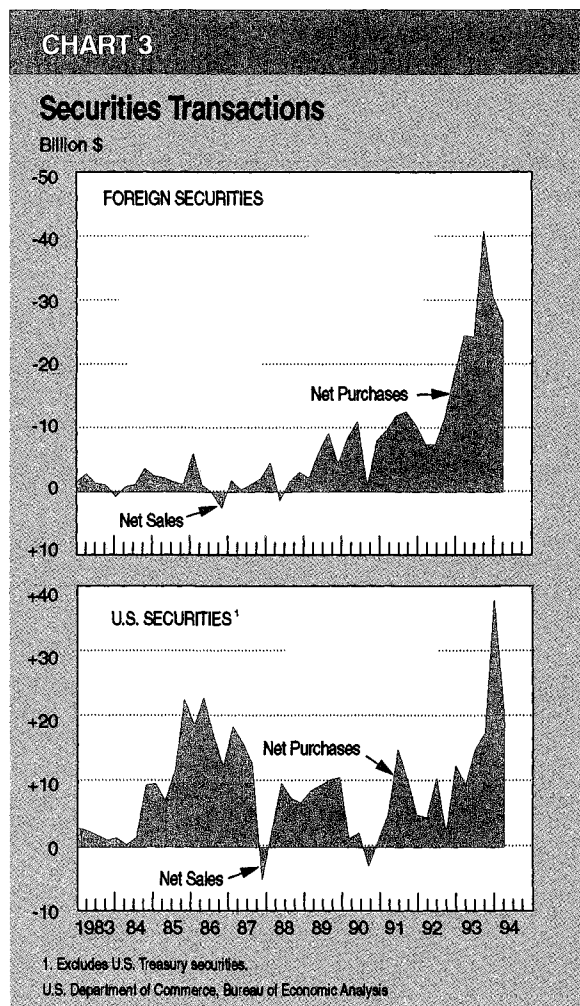 CHART 3
Securities Transactions
Billion $
-50
FOREIGN SECURITIES
-40
-30
-20
Net Purchases
-10
0
Net Sales
+10
+40
U.S. SECURITIES 1
+30
+20
Net Purchases
+10
0
Net Sales
-10
1983 84 85 86 87 88 89 90 91 92 93 94
1. Excludes U.S. Treasury securities.
U.S. Department of Commerce, Bureau of Economic Analysis